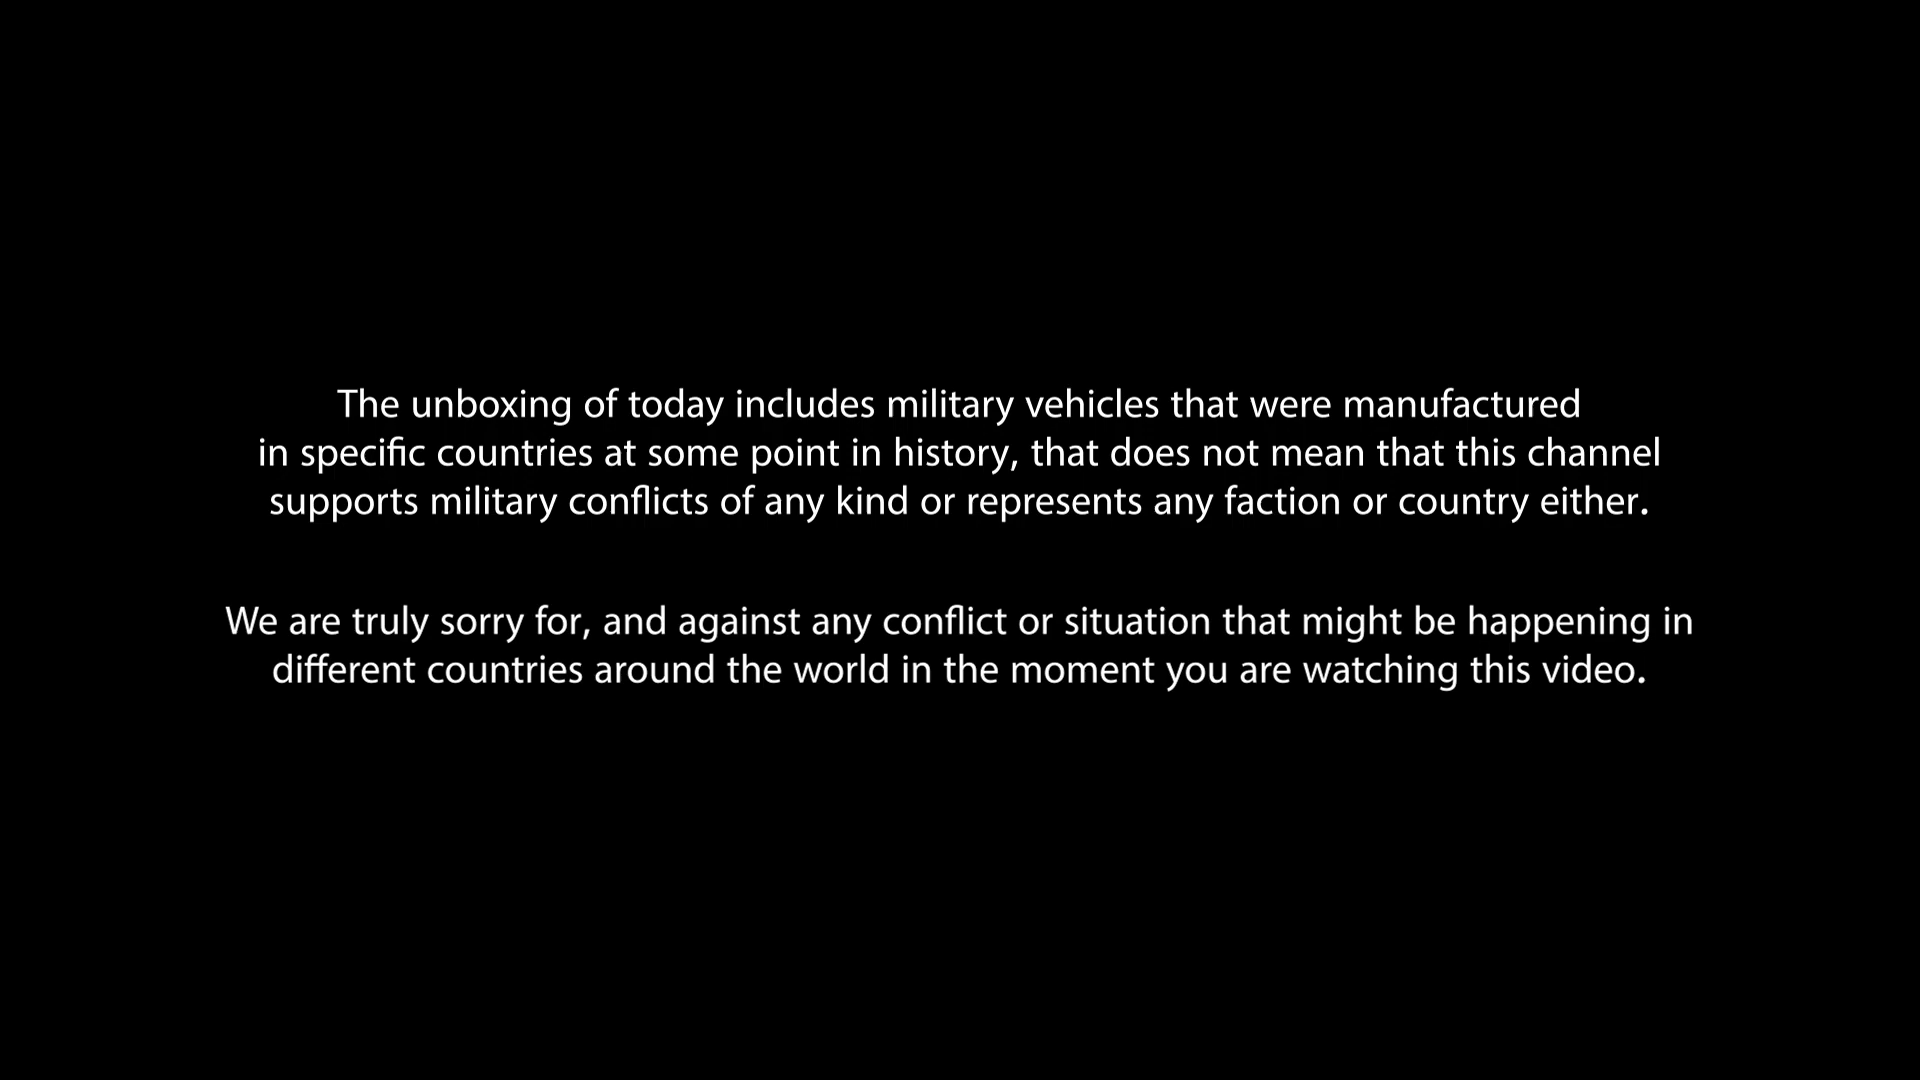 The unboxing of today includes military vehicles that were manufactured
in specific countries at some point in history, that does not mean that this channel
supports military conflicts of any kind or represents any faction or country either.
We are truly sorry for, and against any conflict or situation that might be happening in
different countries around the world in the moment you are watching this video.